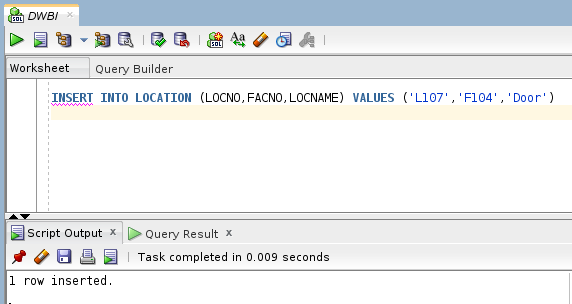 DWBI
SQL
Worksheet
Query Builder
INSERT INTO LOCATION (LOCNO,FACNO,LOCNAME) VALUES ('L107','F104','Door')
Script Output x
Query Result x
Task completed in 0.009 seconds
1 row inserted.